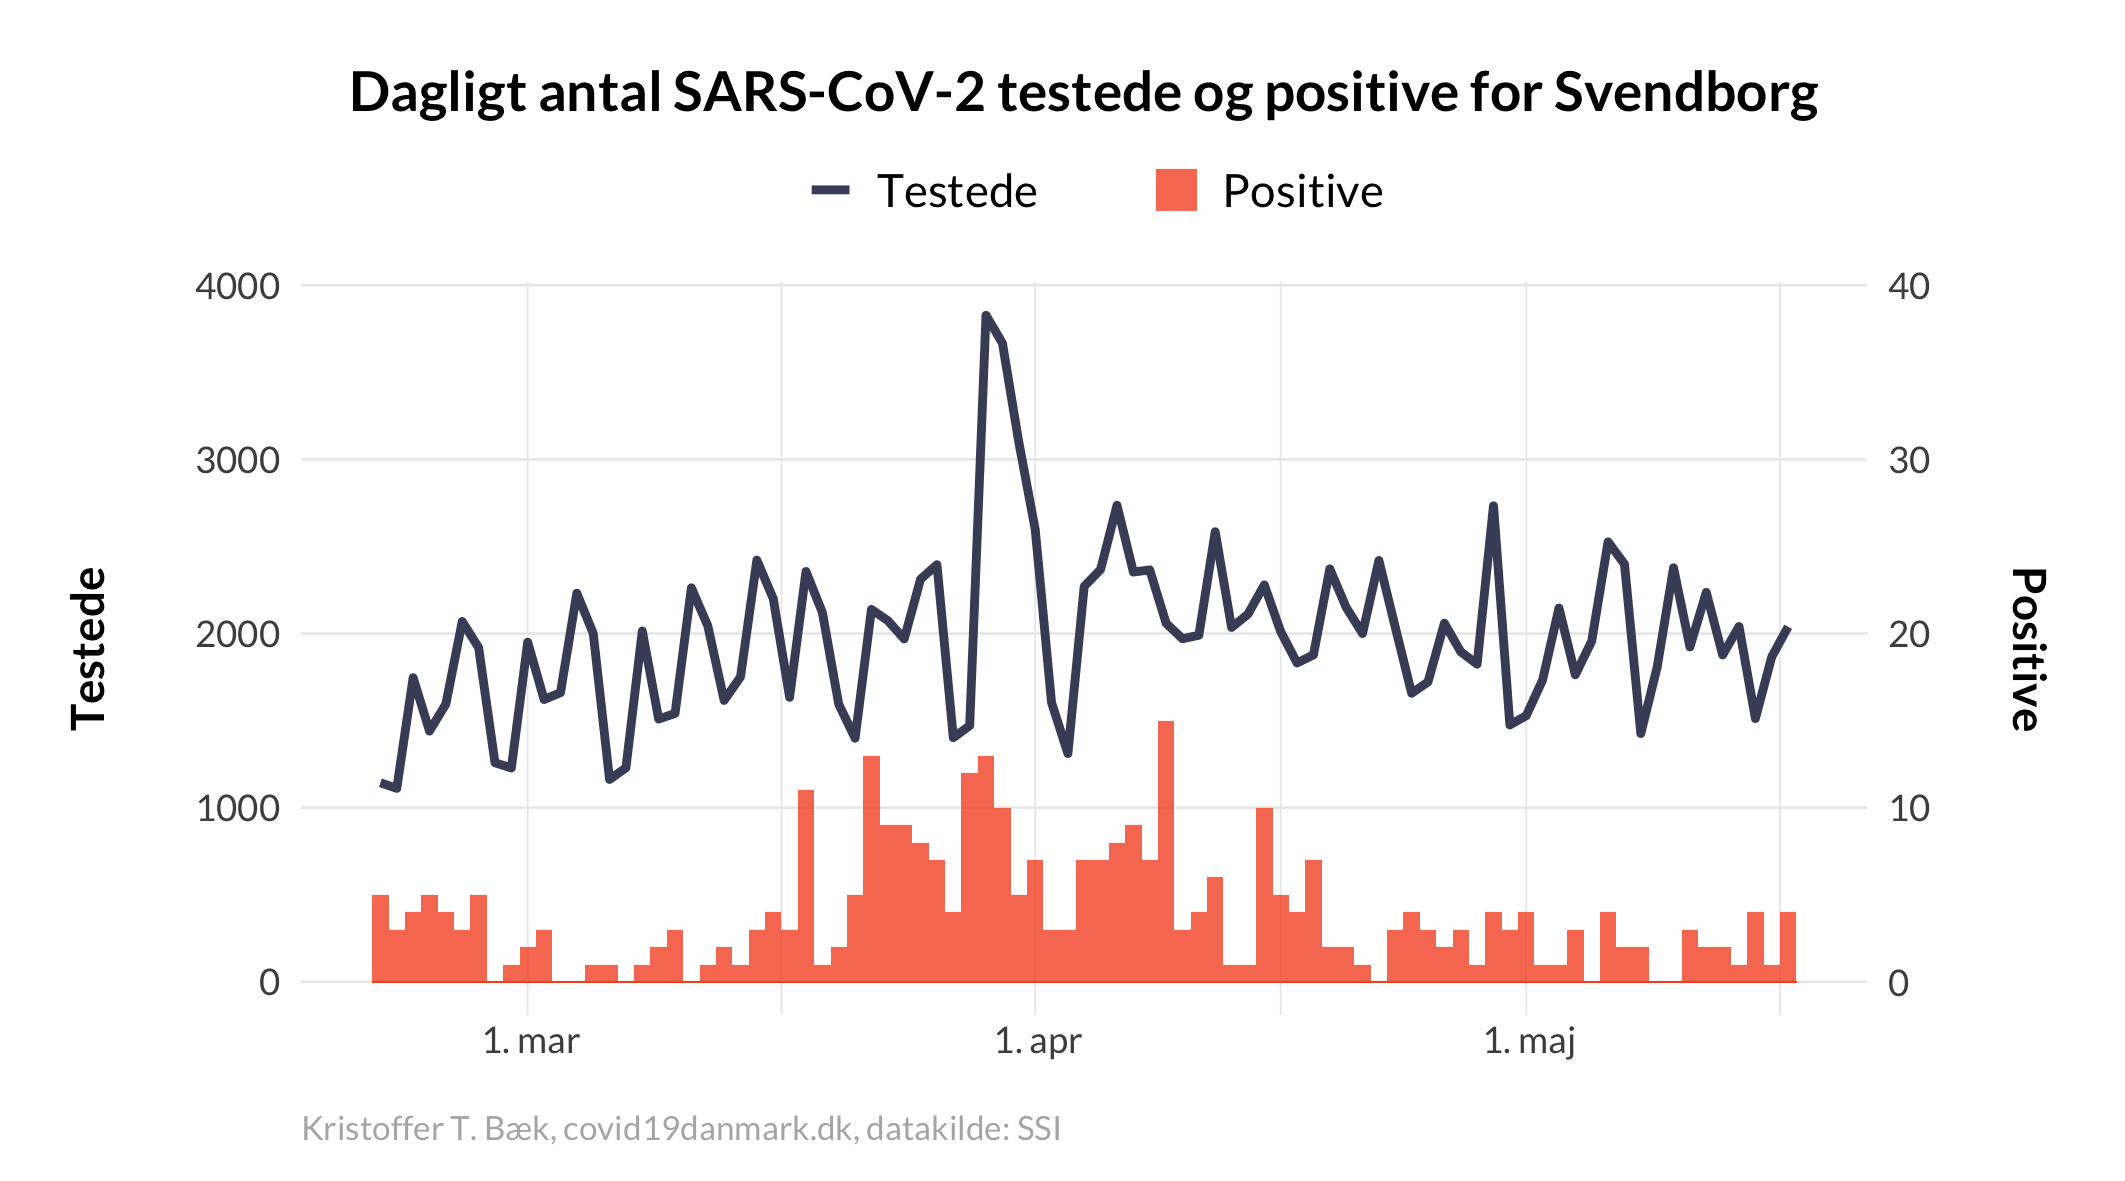 Dagligt antal SARS-CoV-2 testede og positive for Svendborg
Testede
Positive
4000
3000
2000
1000
0
Testede
40
30
20
10
0
Positive
1. mar
1. apr
1. maj
Kristoffer T. Bæk, covid19danmark.dk, datakilde: SSI